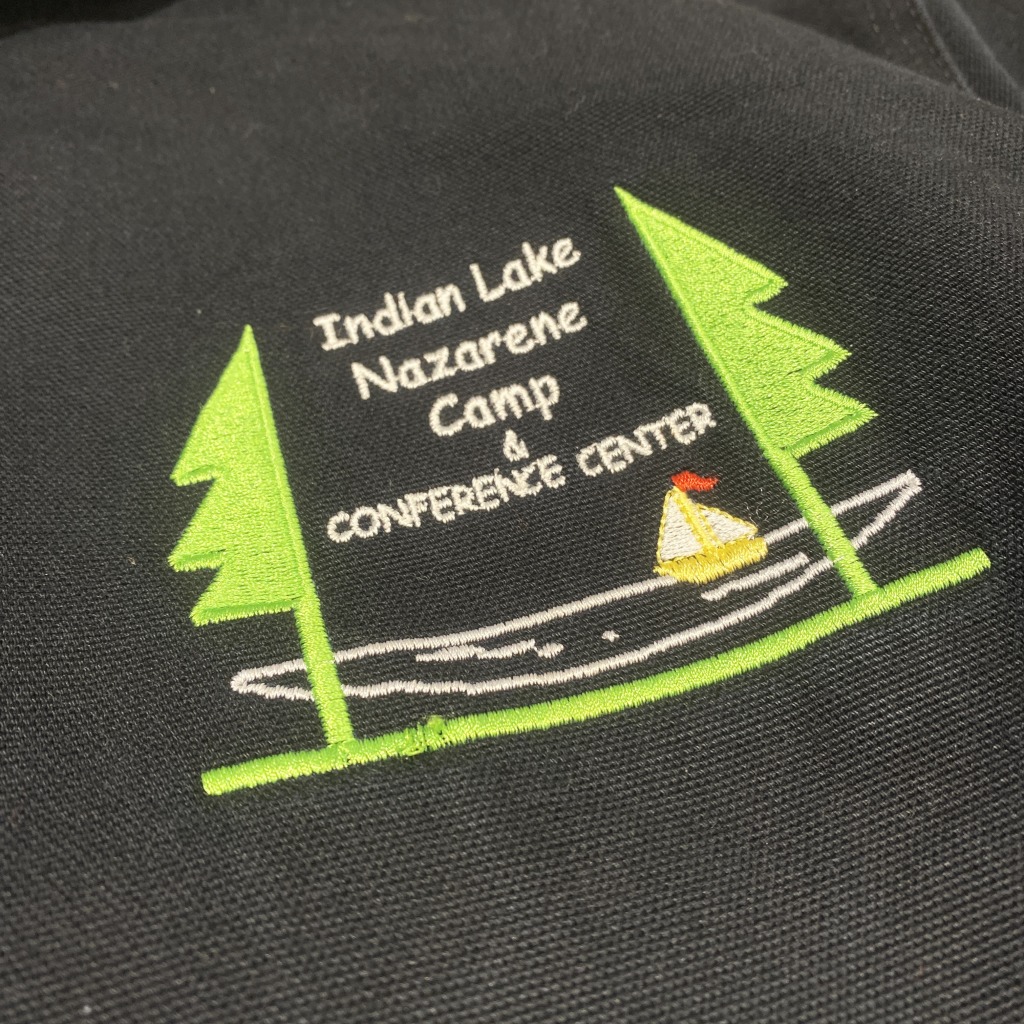 Indian Lake
Nazarene
Camp
&
CONFERENCE CENTER